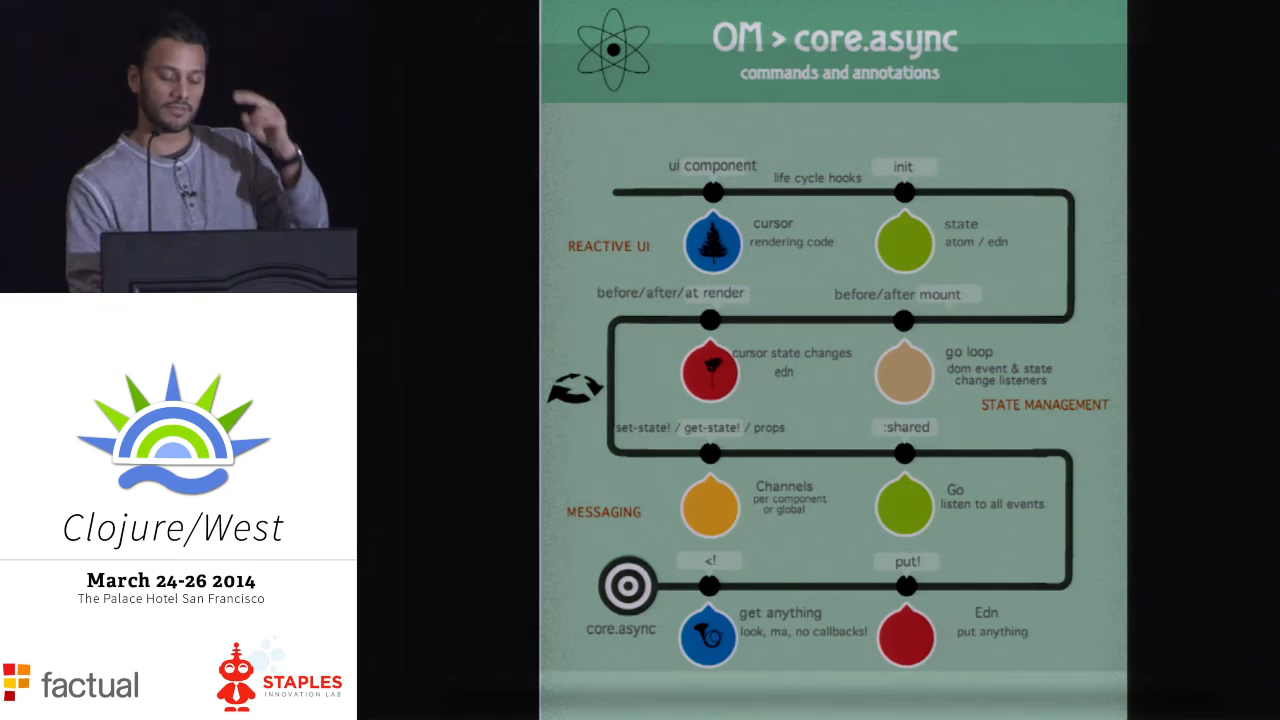 OM > core.async
commands and annotations
ui component
life cycle hooks
init
cursor
rendering code
state
atom / edn
REACTIVE UI
before/after/at render
before/after mount
cursor state changes
edn
go loop
dom event & state
change listeners
STATE MANAGEMENT
set-state! / get-state! / props
:shared
Channels
per component
or global
Go
listen to all events
MESSAGING
<!
put!
core.async
get anything
look, ma, no callbacks!
Edn
put anything
Clojure/West
March 24-26 2014
The Palace Hotel San Francisco
factual
STAPLES
INNOVATION LAB